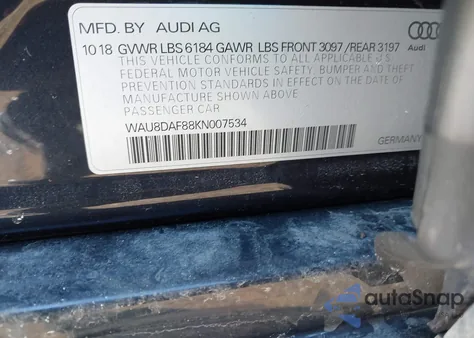 MFD. BY AUDI AG
10 18 GVWR LBS 6184 GAWR LBS FRONT 3097 /REAR 3197
Audi
THIS VEHICLE CONFORMS TO ALL APPLICABLE U.S.
FEDERAL MOTOR VEHICLE SAFETY, BUMPER AND THEFT
PREVENTION STANDARDS IN EFFECT ON THE
DATE OF MANUFACTURE SHOWN ABOVE.
PASSENGER CAR
WAU8DAF88KN007534
GERMANY
autoSnap